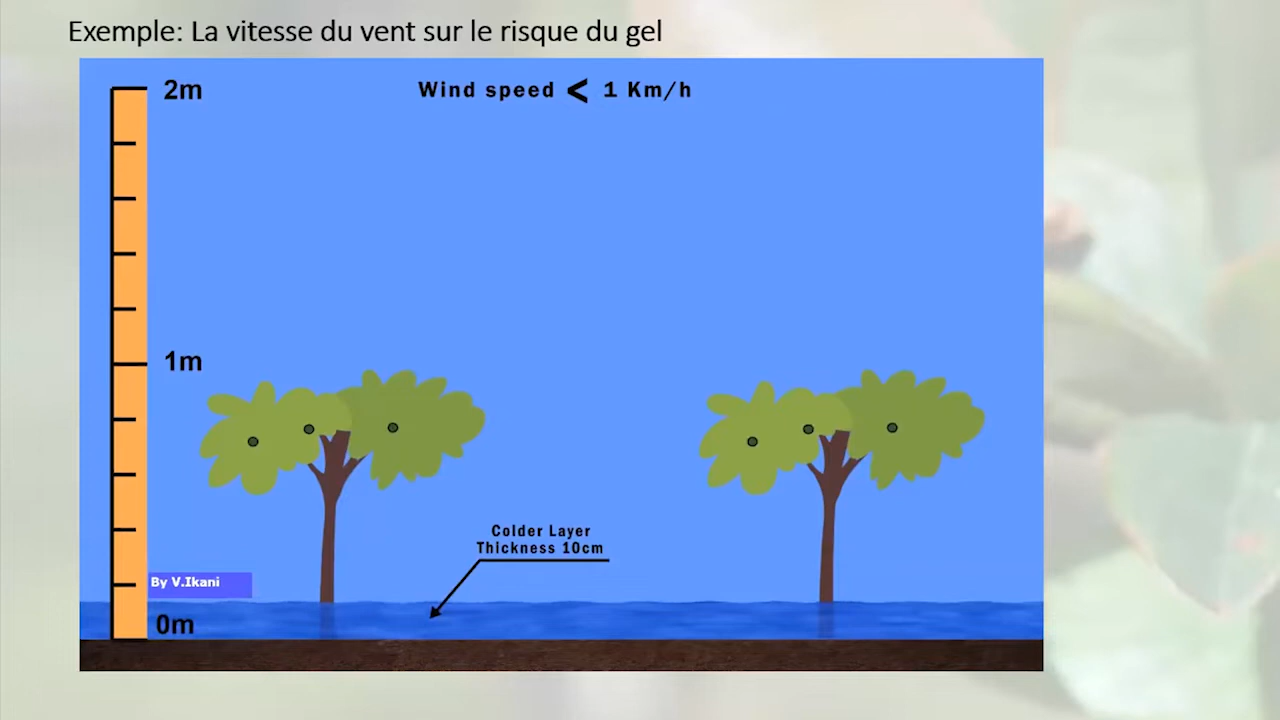 Exemple: La vitesse du vent sur le risque du gel
2m
Wind speed < 1 Km/h
1m
Colder Layer
Thickness 10cm
By V.Ikani
0m